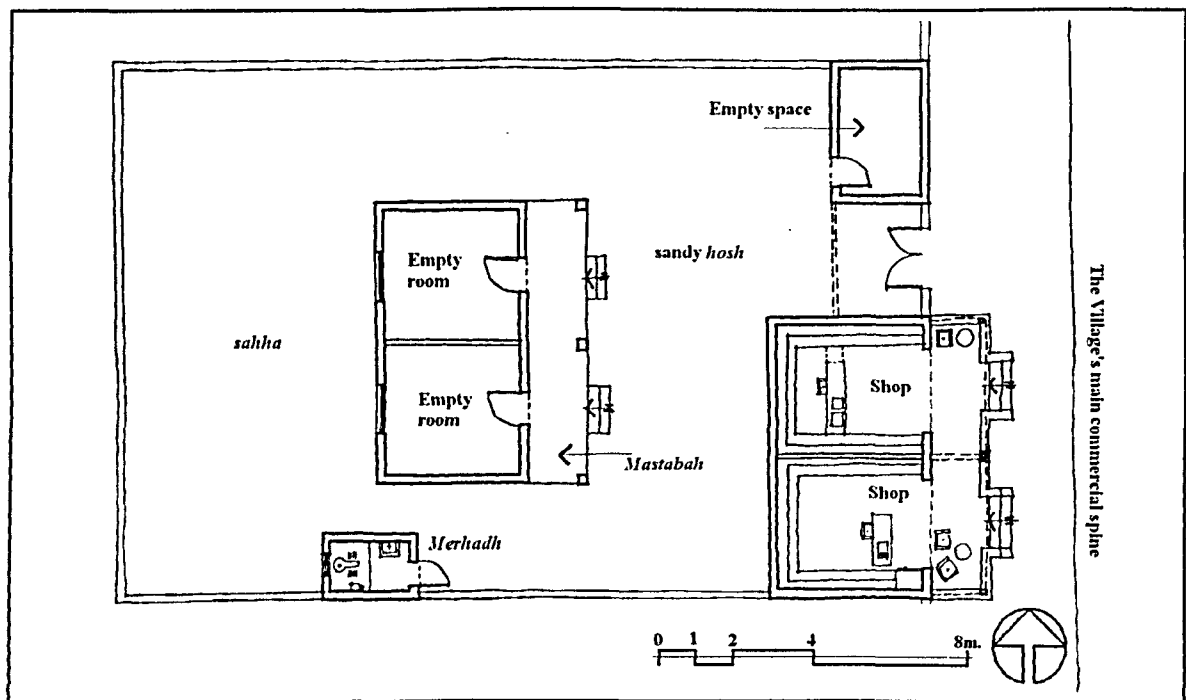 Empty space
sandy hosh
Empty
room
sahha
Empty
room
Mastabah
Merhadh
Shop
Shop
The Village's main commercial spine
0 1 2 4 8m.